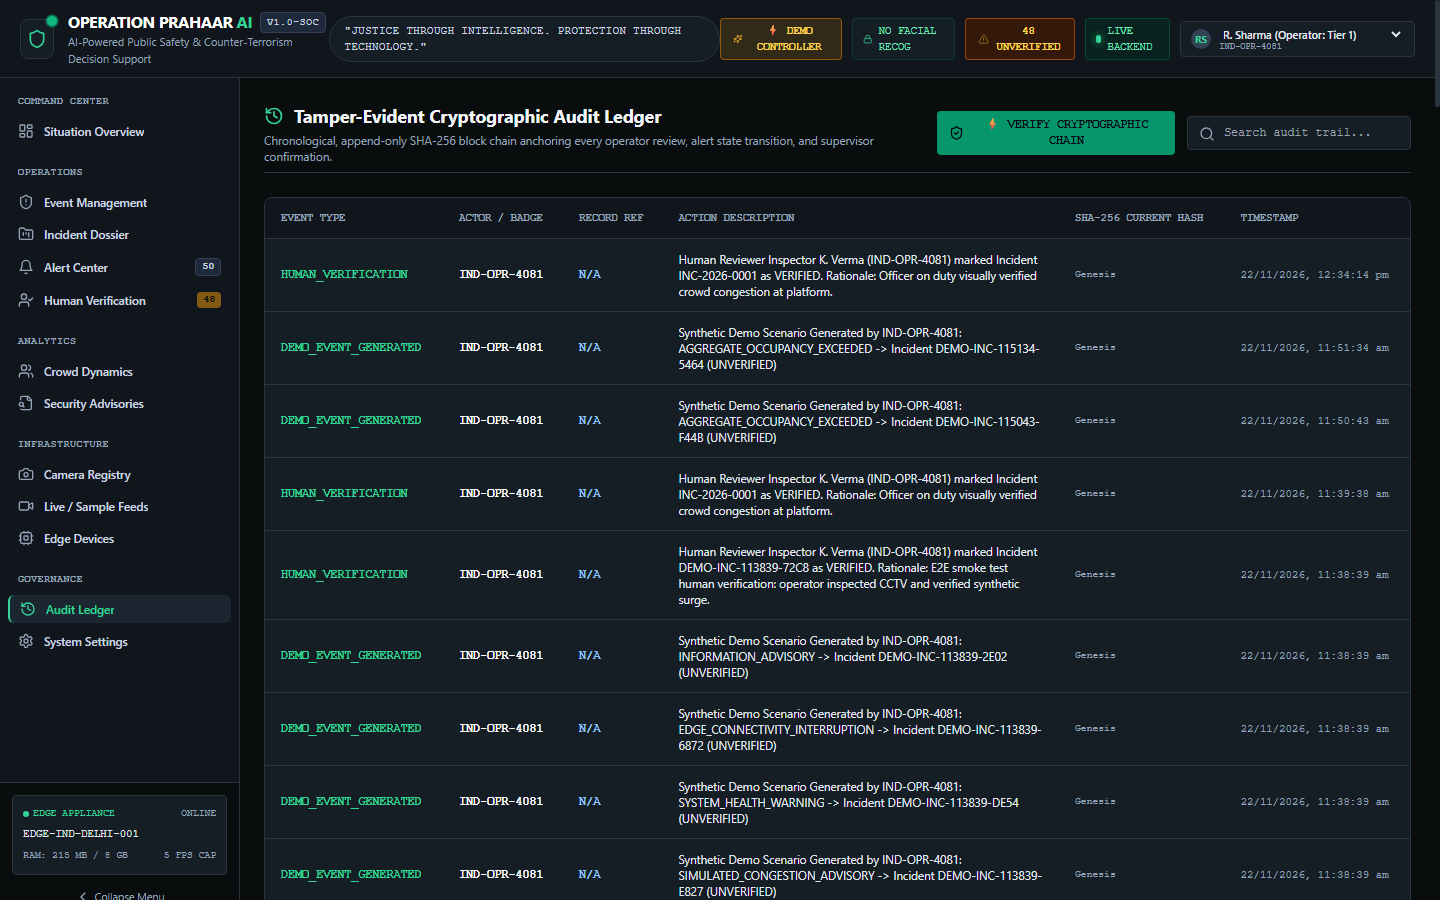 OPERATION PRAHAAR AI V1.0-SOC
AI-Powered Public Safety & Counter-Terrorism
Decision Support
"JUSTICE THROUGH INTELLIGENCE. PROTECTION THROUGH
TECHNOLOGY."
DEMO
CONTROLLER
NO FACIAL
RECOG
48
UNVERIFIED
LIVE
BACKEND
RS
R. Sharma (Operator: Tier 1)
IND-OPR-4081
COMMAND CENTER
Situation Overview
OPERATIONS
Event Management
Incident Dossier
Alert Center 50
Human Verification 48
ANALYTICS
Crowd Dynamics
Security Advisories
INFRASTRUCTURE
Camera Registry
Live / Sample Feeds
Edge Devices
GOVERNANCE
Audit Ledger
System Settings
EDGE APPLIANCE ONLINE
EDGE-IND-DELHI-001
RAM: 215 MB / 8 GB 5 FPS CAP
Collapse Menu
Tamper-Evident Cryptographic Audit Ledger
Chronological, append-only SHA-256 block chain anchoring every operator review, alert state transition, and supervisor
confirmation.
VERIFY CRYPTOGRAPHIC
CHAIN
Search audit trail...
EVENT TYPE ACTOR / BADGE RECORD REF ACTION DESCRIPTION SHA-256 CURRENT HASH TIMESTAMP
HUMAN_VERIFICATION IND-OPR-4081 N/A
Human Reviewer Inspector K. Verma (IND-OPR-4081) marked Incident
INC-2026-0001 as VERIFIED. Rationale: Officer on duty visually verified
crowd congestion at platform.
Genesis 22/11/2026, 12:34:14 pm
DEMO_EVENT_GENERATED IND-OPR-4081 N/A
Synthetic Demo Scenario Generated by IND-OPR-4081:
AGGREGATE_OCCUPANCY_EXCEEDED -> Incident DEMO-INC-115134-
5464 (UNVERIFIED)
Genesis 22/11/2026, 11:51:34 am
DEMO_EVENT_GENERATED IND-OPR-4081 N/A
Synthetic Demo Scenario Generated by IND-OPR-4081:
AGGREGATE_OCCUPANCY_EXCEEDED -> Incident DEMO-INC-115043-
F44B (UNVERIFIED)
Genesis 22/11/2026, 11:50:43 am
HUMAN_VERIFICATION IND-OPR-4081 N/A
Human Reviewer Inspector K. Verma (IND-OPR-4081) marked Incident
INC-2026-0001 as VERIFIED. Rationale: Officer on duty visually verified
crowd congestion at platform.
Genesis 22/11/2026, 11:39:38 am
HUMAN_VERIFICATION IND-OPR-4081 N/A
Human Reviewer Inspector K. Verma (IND-OPR-4081) marked Incident
DEMO-INC-113839-72C8 as VERIFIED. Rationale: E2E smoke test
human verification: operator inspected CCTV and verified synthetic
surge.
Genesis 22/11/2026, 11:38:39 am
DEMO_EVENT_GENERATED IND-OPR-4081 N/A
Synthetic Demo Scenario Generated by IND-OPR-4081:
INFORMATION_ADVISORY -> Incident DEMO-INC-113839-2E02
(UNVERIFIED)
Genesis 22/11/2026, 11:38:39 am
DEMO_EVENT_GENERATED IND-OPR-4081 N/A
Synthetic Demo Scenario Generated by IND-OPR-4081:
EDGE_CONNECTIVITY_INTERRUPTION -> Incident DEMO-INC-113839-
6872 (UNVERIFIED)
Genesis 22/11/2026, 11:38:39 am
DEMO_EVENT_GENERATED IND-OPR-4081 N/A
Synthetic Demo Scenario Generated by IND-OPR-4081:
SYSTEM_HEALTH_WARNING -> Incident DEMO-INC-113839-DE54
(UNVERIFIED)
Genesis 22/11/2026, 11:38:39 am
DEMO_EVENT_GENERATED IND-OPR-4081 N/A
Synthetic Demo Scenario Generated by IND-OPR-4081:
SIMULATED_CONGESTION_ADVISORY -> Incident DEMO-INC-113839-
E827 (UNVERIFIED)
Genesis 22/11/2026, 11:38:39 am